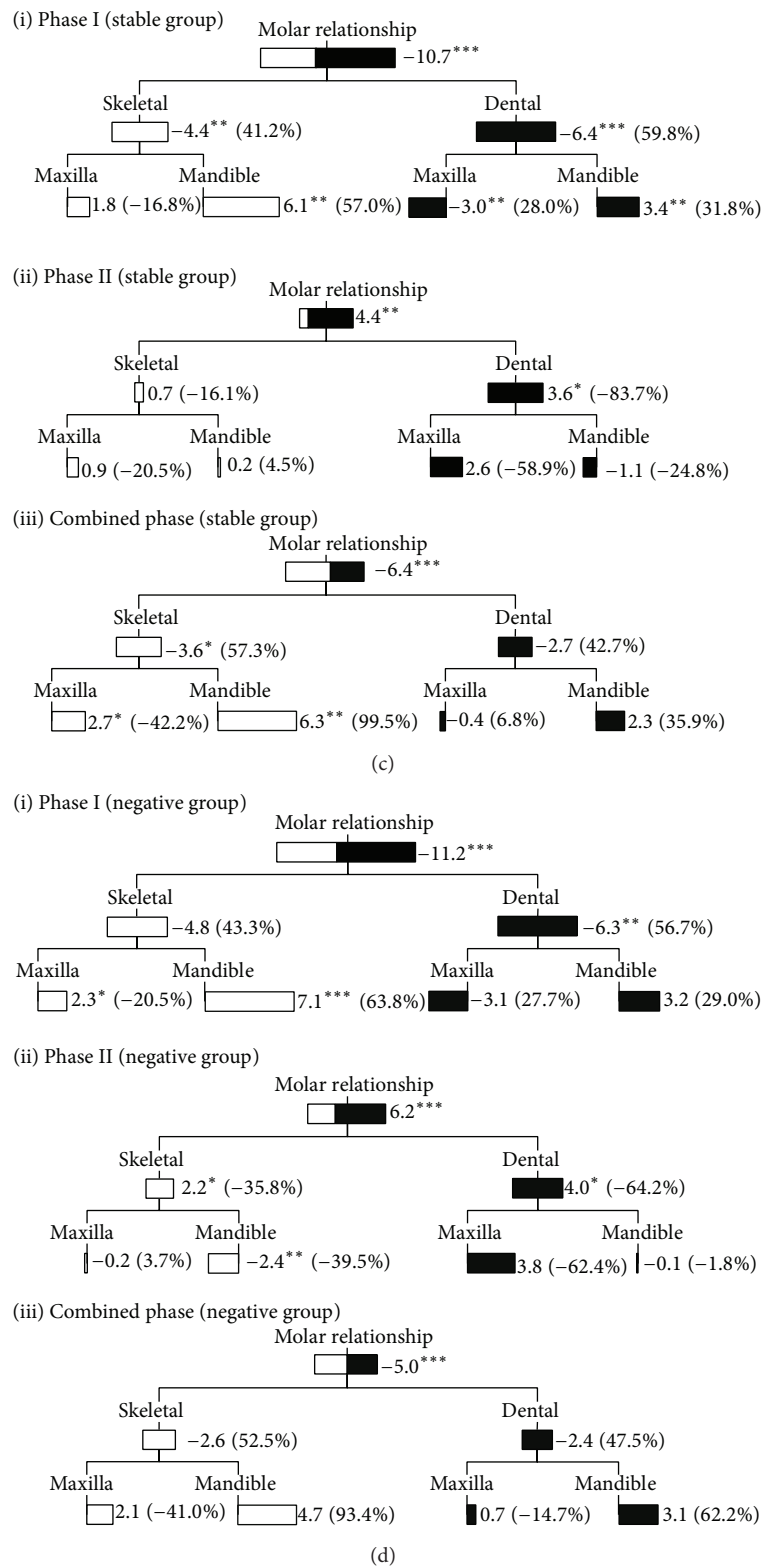 (i) Phase I (stable group)
Molar relationship
−10.7***
Skeletal Dental
−4.4** (41.2%) −6.4*** (59.8%)
Maxilla Mandible Maxilla Mandible
1.8 (−16.8%) 6.1** (57.0%) −3.0** (28.0%) 3.4** (31.8%)
(ii) Phase II (stable group)
Molar relationship
4.4**
Skeletal Dental
0.7 (−16.1%) 3.6* (−83.7%)
Maxilla Mandible Maxilla Mandible
0.9 (−20.5%) 0.2 (4.5%) 2.6 (−58.9%) −1.1 (−24.8%)
(iii) Combined phase (stable group)
Molar relationship
−6.4***
Skeletal Dental
−3.6* (57.3%) −2.7 (42.7%)
Maxilla Mandible Maxilla Mandible
2.7* (−42.2%) 6.3** (99.5%) −0.4 (6.8%) 2.3 (35.9%)
(c)
(i) Phase I (negative group)
Molar relationship
−11.2***
Skeletal Dental
−4.8 (43.3%) −6.3** (56.7%)
Maxilla Mandible Maxilla Mandible
2.3* (−20.5%) 7.1*** (63.8%) −3.1 (27.7%) 3.2 (29.0%)
(ii) Phase II (negative group)
Molar relationship
6.2***
Skeletal Dental
2.2* (−35.8%) 4.0* (−64.2%)
Maxilla Mandible Maxilla Mandible
−0.2 (3.7%) −2.4** (−39.5%) 3.8 (−62.4%) −0.1 (−1.8%)
(iii) Combined phase (negative group)
Molar relationship
−5.0***
Skeletal Dental
−2.6 (52.5%) −2.4 (47.5%)
Maxilla Mandible Maxilla Mandible
2.1 (−41.0%) 4.7 (93.4%) 0.7 (−14.7%) 3.1 (62.2%)
(d)